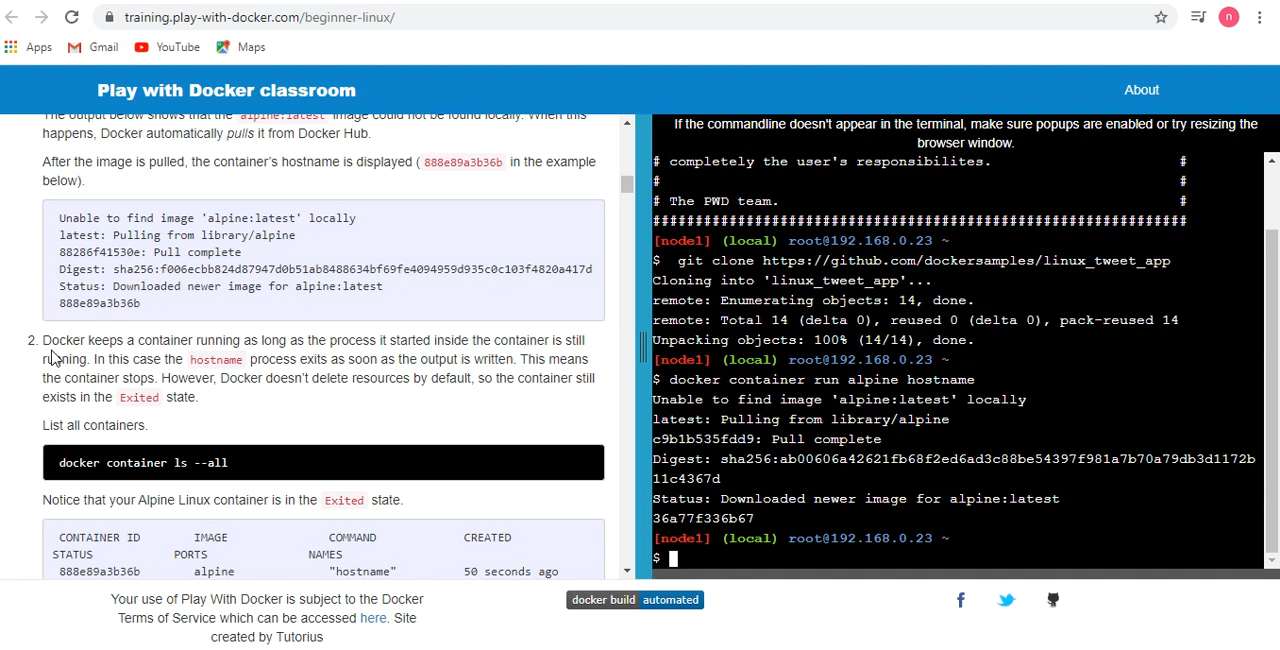 training.play-with-docker.com/beginner-linux/
n
Apps
Gmail
YouTube
Maps
Play with Docker classroom
About
The output below shows that the alpine:latest image could not be found locally. When this
happens, Docker automatically pulls it from Docker Hub.
After the image is pulled, the container's hostname is displayed ( 888e89a3b36b in the example
below).
Unable to find image 'alpine:latest' locally
latest: Pulling from library/alpine
88286f41530e: Pull complete
Digest: sha256:f006ecbb824d87947d0b51ab8488634bf69fe4094959d935c0c103f4820a417d
Status: Downloaded newer image for alpine:latest
888e89a3b36b
2. Docker keeps a container running as long as the process it started inside the container is still
running. In this case the hostname process exits as soon as the output is written. This means
the container stops. However, Docker doesn't delete resources by default, so the container still
exists in the Exited state.
List all containers.
docker container ls --all
Notice that your Alpine Linux container is in the Exited state.
CONTAINER ID IMAGE COMMAND CREATED
STATUS PORTS NAMES
888e89a3b36b alpine "hostname" 50 seconds ago
If the commandline doesn't appear in the terminal, make sure popups are enabled or try resizing the
browser window.
# completely the user's responsibilites. #
# #
# The PWD team. #
###############################################################
[node1] (local) root@192.168.0.23 ~
$ git clone https://github.com/dockersamples/linux_tweet_app
Cloning into 'linux_tweet_app'...
remote: Enumerating objects: 14, done.
remote: Total 14 (delta 0), reused 0 (delta 0), pack-reused 14
Unpacking objects: 100% (14/14), done.
[node1] (local) root@192.168.0.23 ~
$ docker container run alpine hostname
Unable to find image 'alpine:latest' locally
latest: Pulling from library/alpine
c9b1b535fdd9: Pull complete
Digest: sha256:ab00606a42621fb68f2ed6ad3c88be54397f981a7b70a79db3d1172b
11c4367d
Status: Downloaded newer image for alpine:latest
36a77f336b67
[node1] (local) root@192.168.0.23 ~
$
Your use of Play With Docker is subject to the Docker
Terms of Service which can be accessed here. Site
created by Tutorius
docker build automated